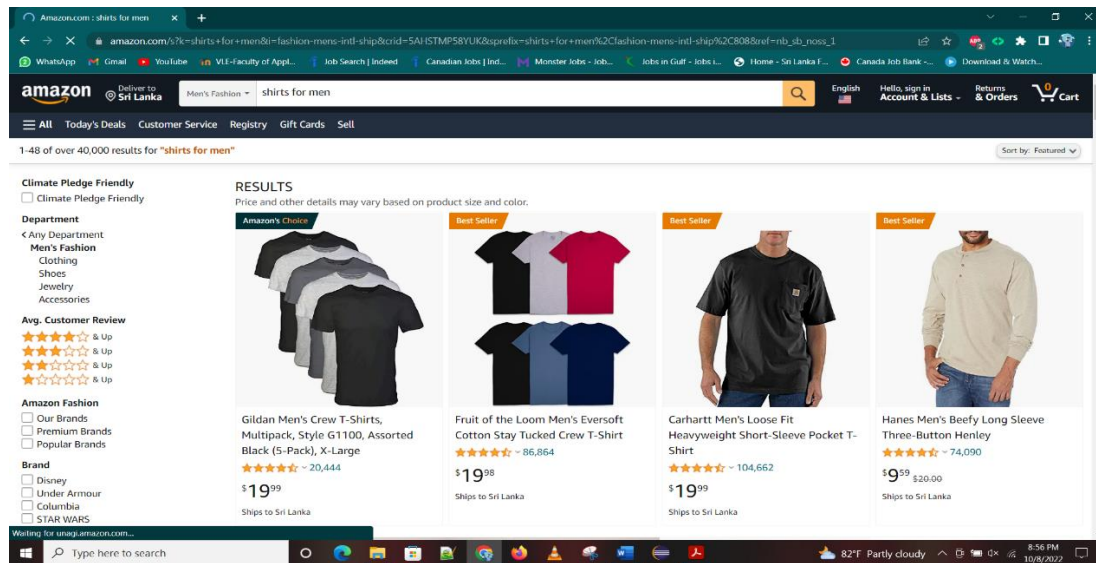 Amazon.com : shirts for men
amazon.com/s?k=shirts+for+men&i=fashion-mens-intl-ship&crid=5AHSTMP58YUK&sprefix=shirts+for+men%2Cfashion-mens-intl-ship%2C808&ref=nb_sb_noss_1
WhatsApp Gmail YouTube VLE-Faculty of Appl... Job Search | Indeed Canadian Jobs | Ind... Monster Jobs - Job... Jobs in Gulf - Jobs i... Home - Sri Lanka F... Canada Job Bank -... Download & Watch...
amazon Deliver to Sri Lanka Men's Fashion shirts for men English Hello, sign in Account & Lists Returns & Orders 0 Cart
All Today's Deals Customer Service Registry Gift Cards Sell
1-48 of over 40,000 results for "shirts for men" Sort by: Featured
Climate Pledge Friendly
Climate Pledge Friendly
Department
Any Department
Men's Fashion
Clothing
Shoes
Jewelry
Accessories
Avg. Customer Review
& Up
& Up
& Up
& Up
Amazon Fashion
Our Brands
Premium Brands
Popular Brands
Brand
Disney
Under Armour
Columbia
STAR WARS
RESULTS
Price and other details may vary based on product size and color.
Amazon's Choice
Gildan Men's Crew T-Shirts,
Multipack, Style G1100, Assorted
Black (5-Pack), X-Large
20,444
$19 99
Ships to Sri Lanka
Best Seller
Fruit of the Loom Men's Eversoft
Cotton Stay Tucked Crew T-Shirt
86,864
$19 98
Ships to Sri Lanka
Best Seller
Carhartt Men's Loose Fit
Heavyweight Short-Sleeve Pocket T-
Shirt
104,662
$19 99
Ships to Sri Lanka
Best Seller
Hanes Men's Beefy Long Sleeve
Three-Button Henley
74,090
$9 59 $20.00
Ships to Sri Lanka
Waiting for unagi.amazon.com...
Type here to search 82°F Partly cloudy 8:56 PM
10/8/2022